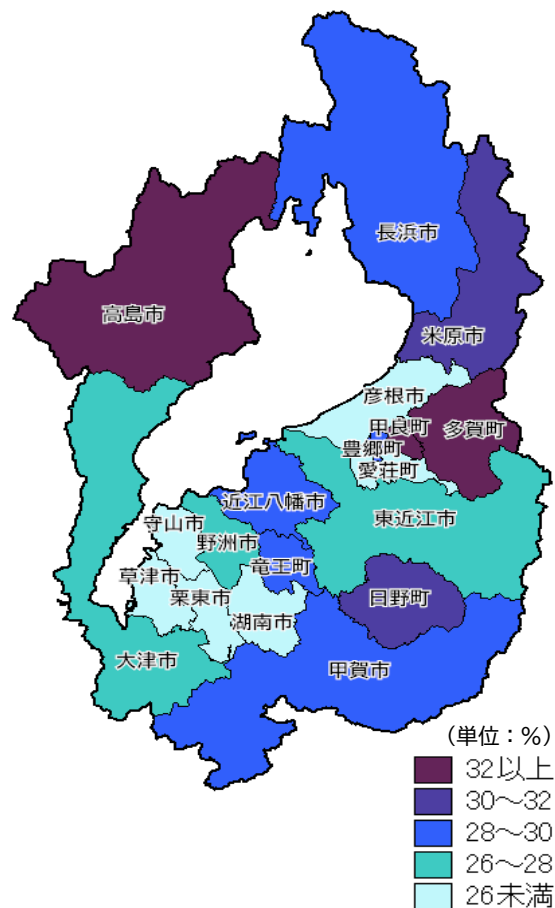 長浜市
高島市
米原市
彦根市
甲良町
多賀町
豊郷町
愛荘町
近江八幡市
東近江市
守山市
野洲市
竜王町
草津市
栗東市
日野町
湖南市
大津市
甲賀市
(単位：%)
32以上
30～32
28～30
26～28
26未満